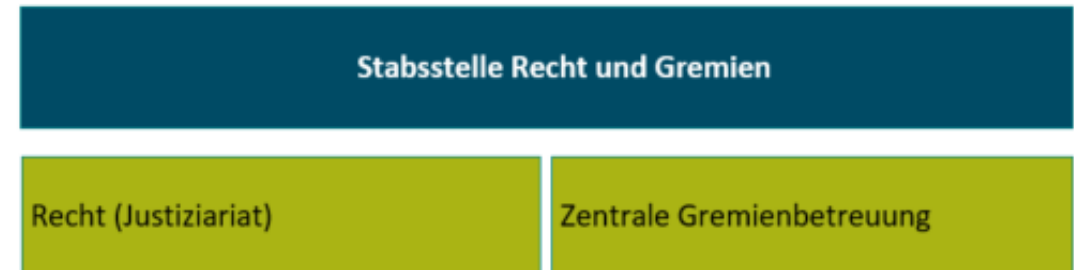 Stabsstelle Recht und Gremien
Recht (Justiziariat)
Zentrale Gremienbetreuung